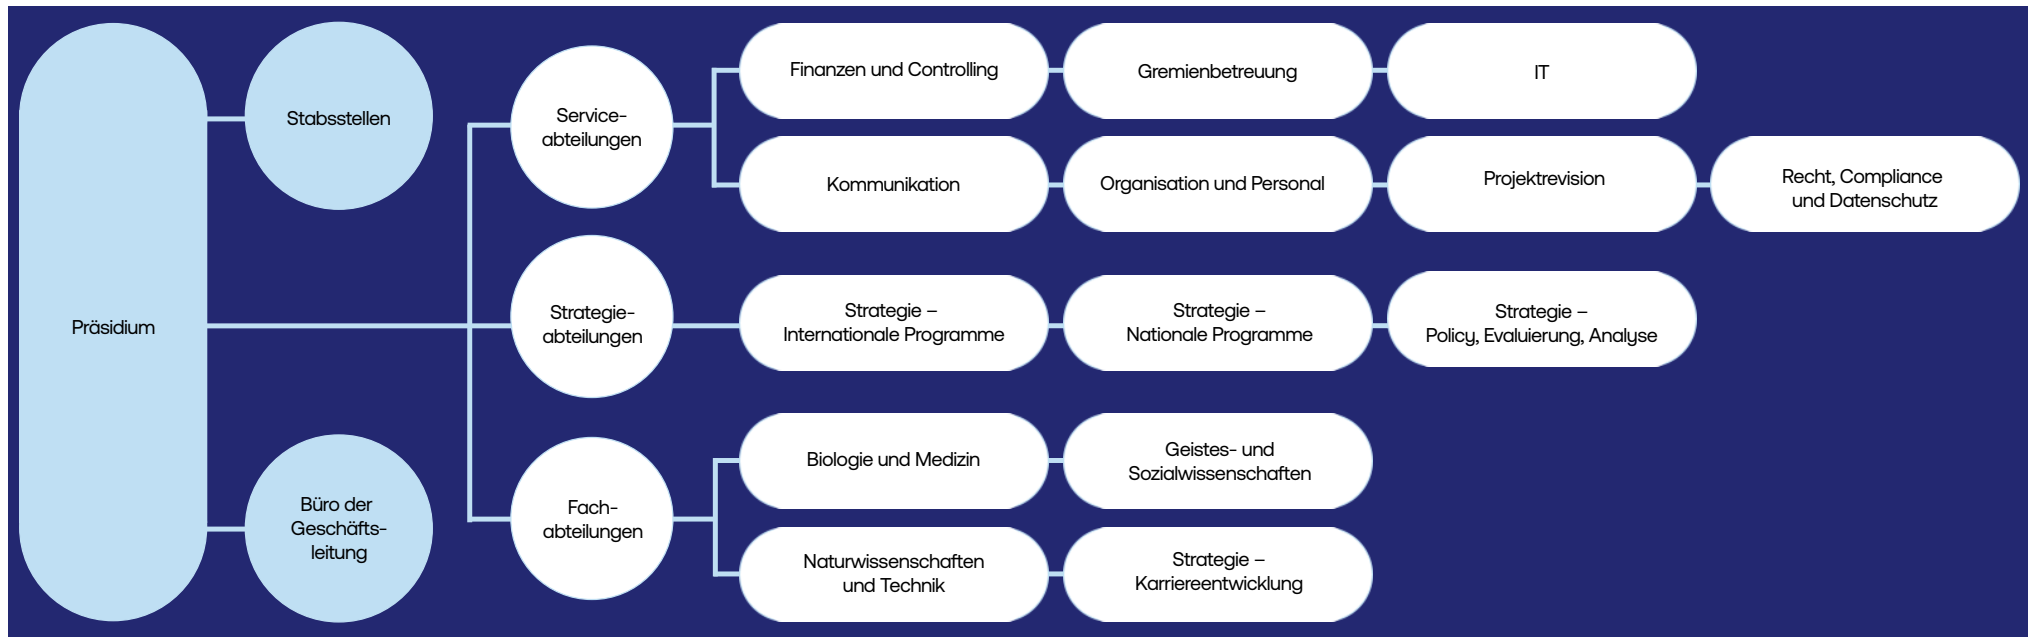 Präsidium
Stabsstellen
Büro der
Geschäfts-
leitung
Service-
abteilungen
Finanzen und Controlling
Gremienbetreuung
IT
Kommunikation
Organisation und Personal
Projektrevision
Recht, Compliance
und Datenschutz
Strategie-
abteilungen
Strategie –
Internationale Programme
Strategie –
Nationale Programme
Strategie –
Policy, Evaluierung, Analyse
Fach-
abteilungen
Biologie und Medizin
Geistes- und
Sozialwissenschaften
Naturwissenschaften
und Technik
Strategie –
Karriereentwicklung